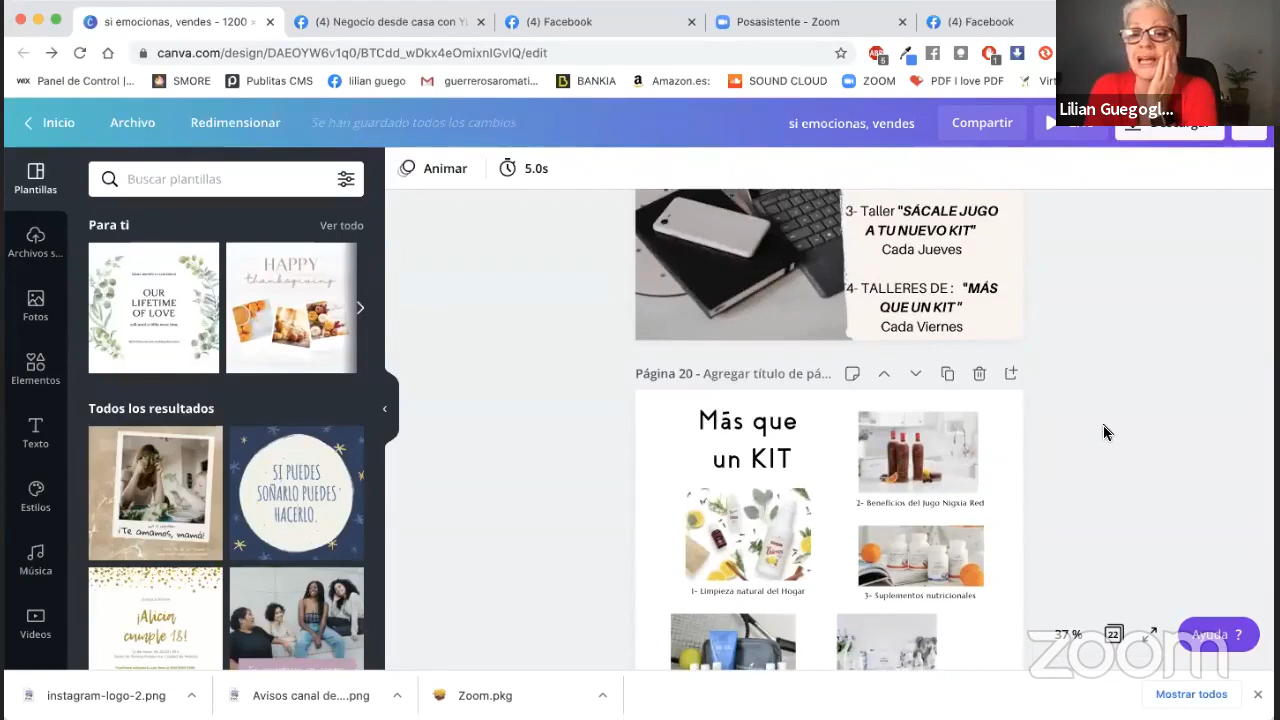 si emocionas, vendes - 1200
(4) Negocio desde casa con Y
(4) Facebook
Posasistente - Zoom
(4) Facebook
canva.com/design/DAEOYW6v1q0/BTCdd_wDkx4eOmixnIGvIQ/edit
WiX Panel de Control |...
SMORE
Publitas CMS
lilian guego
gerrerosaromati...
BANKIA
Amazon.es:
SOUND CLOUD
ZOOM
PDF I love PDF
Lilian Guegogl...
Inicio
Archivo
Redimensionar
Se han guardado todos los cambios
si emocionas, vendes
Compartir
Animar
5.0s
Plantillas
Archivos s...
Fotos
Elementos
Texto
Estilos
Música
Videos
Buscar plantillas
Para ti
Ver todo
OUR
LIFETIME
OF LOVE
HAPPY
thanksgiving
Todos los resultados
¡Te amamos, mamá!
SI PUEDES
SOÑARLO PUEDES
HACERLO.
¡Alicia
cumple 18!
3- Taller "SÁCALE JUGO
A TU NUEVO KIT"
Cada Jueves
4- TALLERES DE : "MÁS
QUE UN KIT"
Cada Viernes
Página 20 - Agregar título de pá...
Más que
un KIT
2- Beneficios del Jugo Nigxia Red
1- Limpieza natural del Hogar
3- Suplementos nutricionales
37 %
22
Ayuda ?
zoom
instagram-logo-2.png
Avisos canal de....png
Zoom.pkg
Mostrar todos